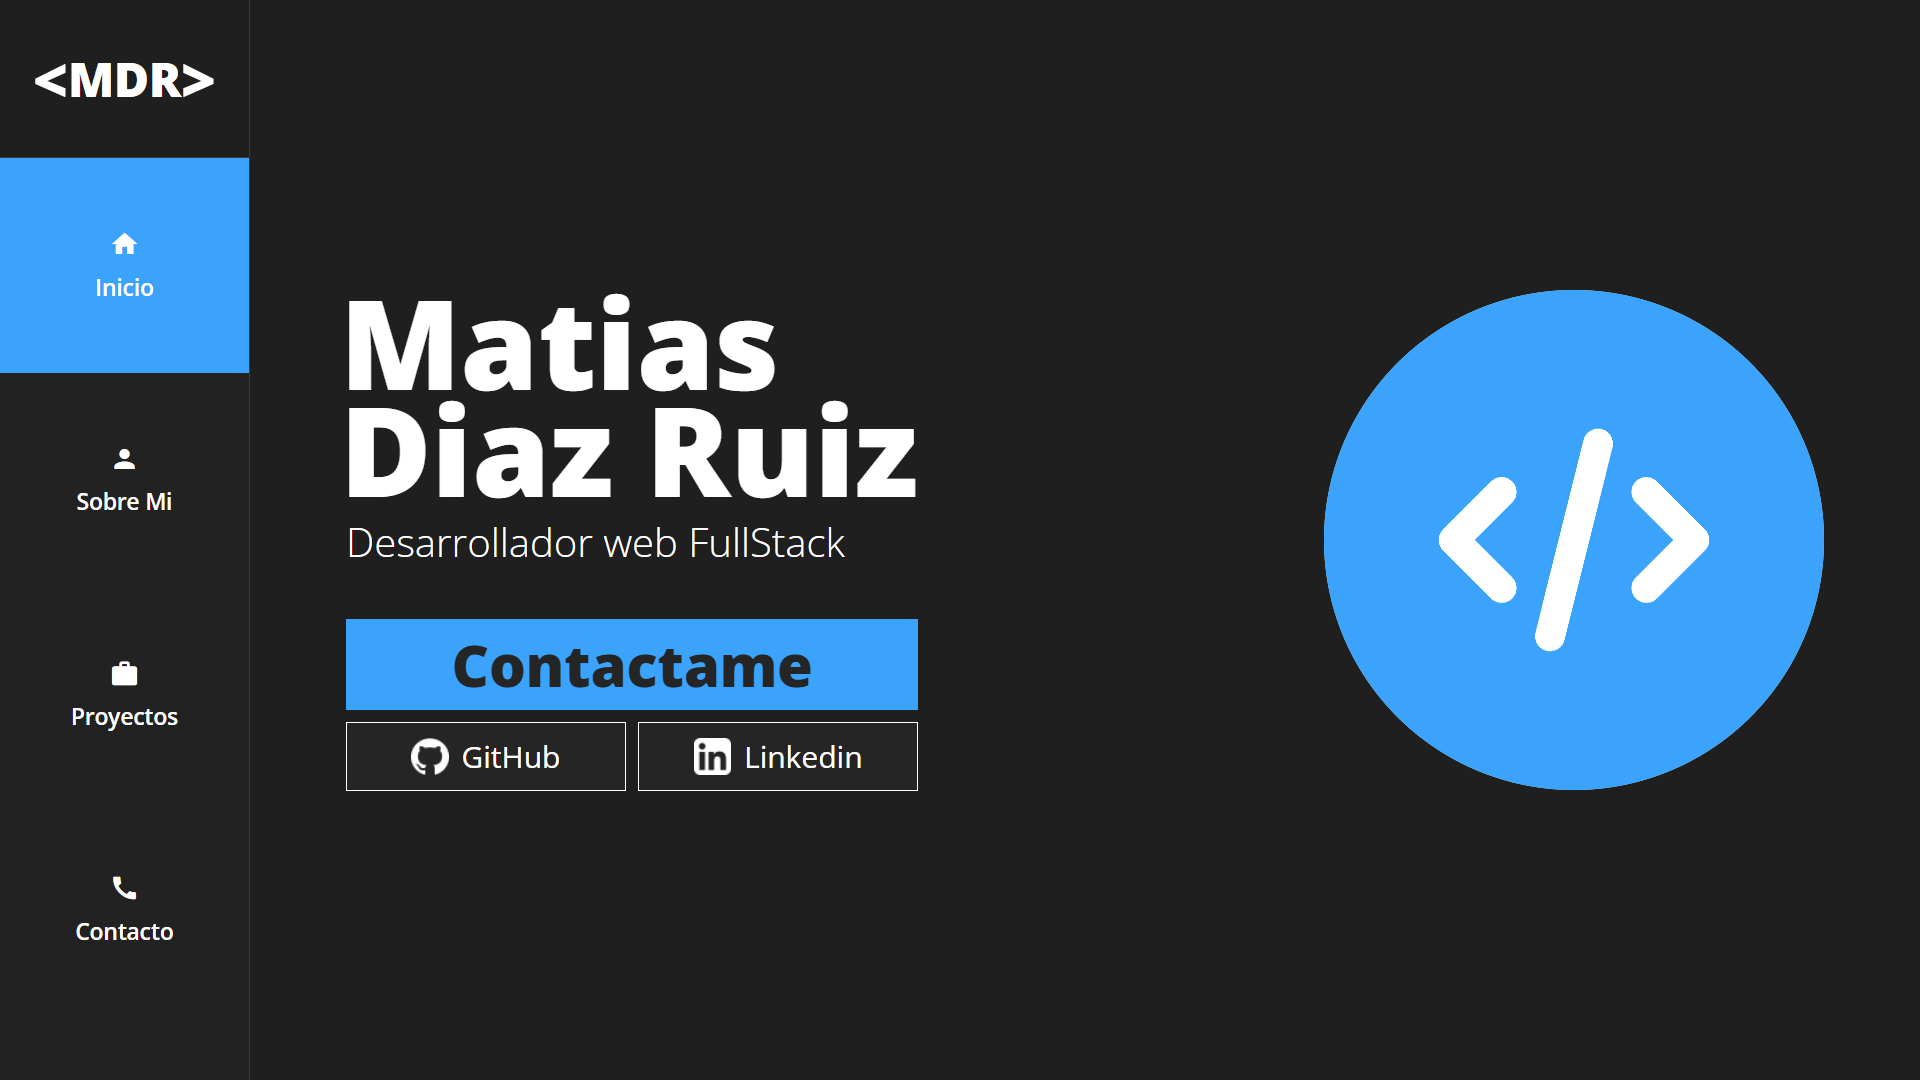 <MDR>
Inicio
Sobre Mi
Proyectos
Contacto
Matias
Diaz Ruiz
Desarrollador web FullStack
Contactame
GitHub
Linkedin